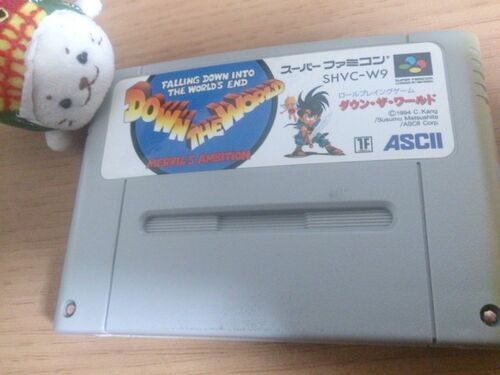 FALLING DOWN INTO
THE WORLD'S END
DOWN THE WORLD
MERVIL'S AMBITION
スーパーファミコン
SHVC-W9
SUPER FAMICOM
ロールプレイングゲーム
ダウン・ザ・ワールド
©1994 C. Kang
/Susumu Matsushita
/ASCII Corp.
1F
ASCII